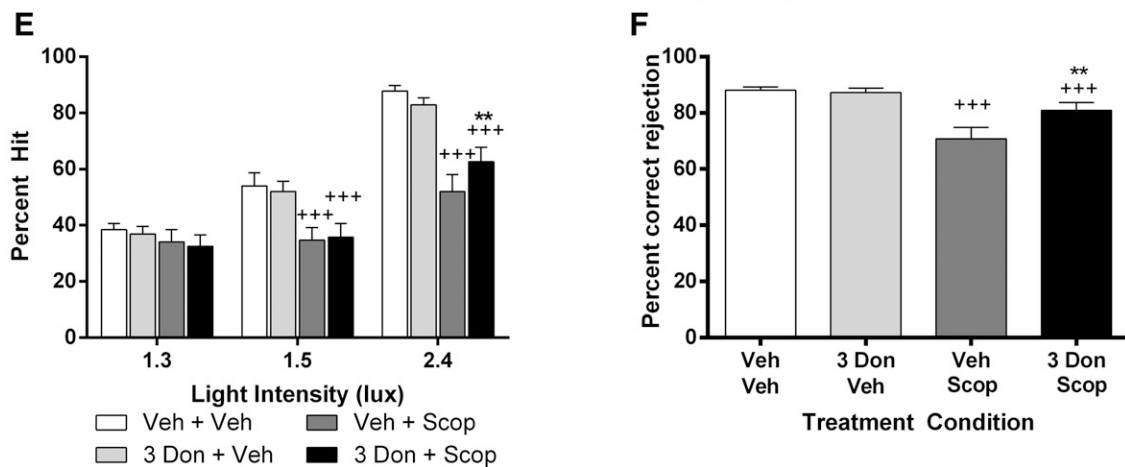 E
100
80
60
40
20
0
Percent Hit
+++
+++
+++
**
+++
1.3 1.5 2.4
Light Intensity (lux)
Veh + Veh Veh + Scop
3 Don + Veh 3 Don + Scop
F
100
80
60
40
20
0
Percent correct rejection
+++
**
+++
Veh 3 Don Veh 3 Don
Veh Veh Scop Scop
Treatment Condition